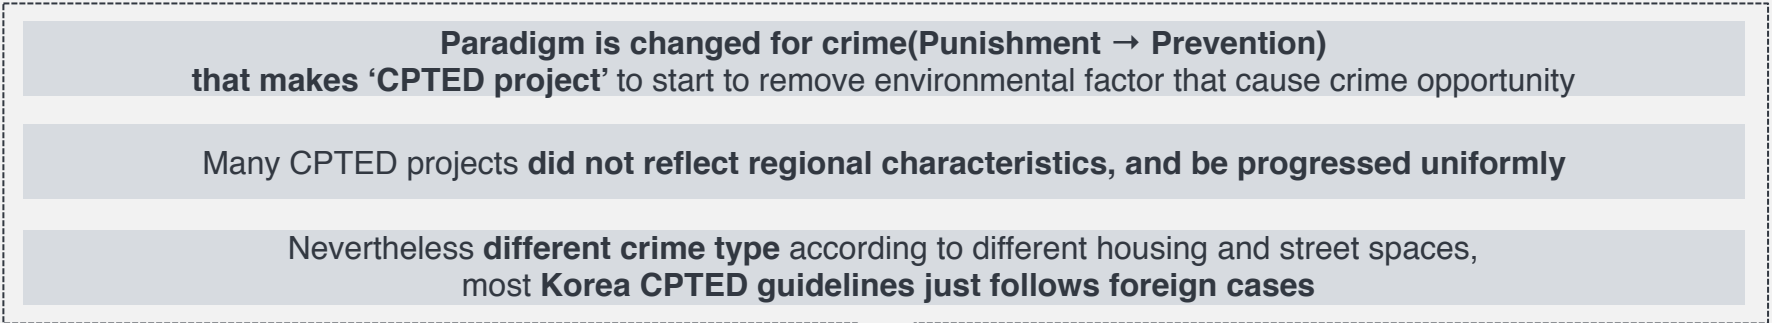 Paradigm is changed for crime(Punishment → Prevention)
that makes ‘CPTED project’ to start to remove environmental factor that cause crime opportunity
Many CPTED projects did not reflect regional characteristics, and be progressed uniformly
Nevertheless different crime type according to different housing and street spaces,
most Korea CPTED guidelines just follows foreign cases